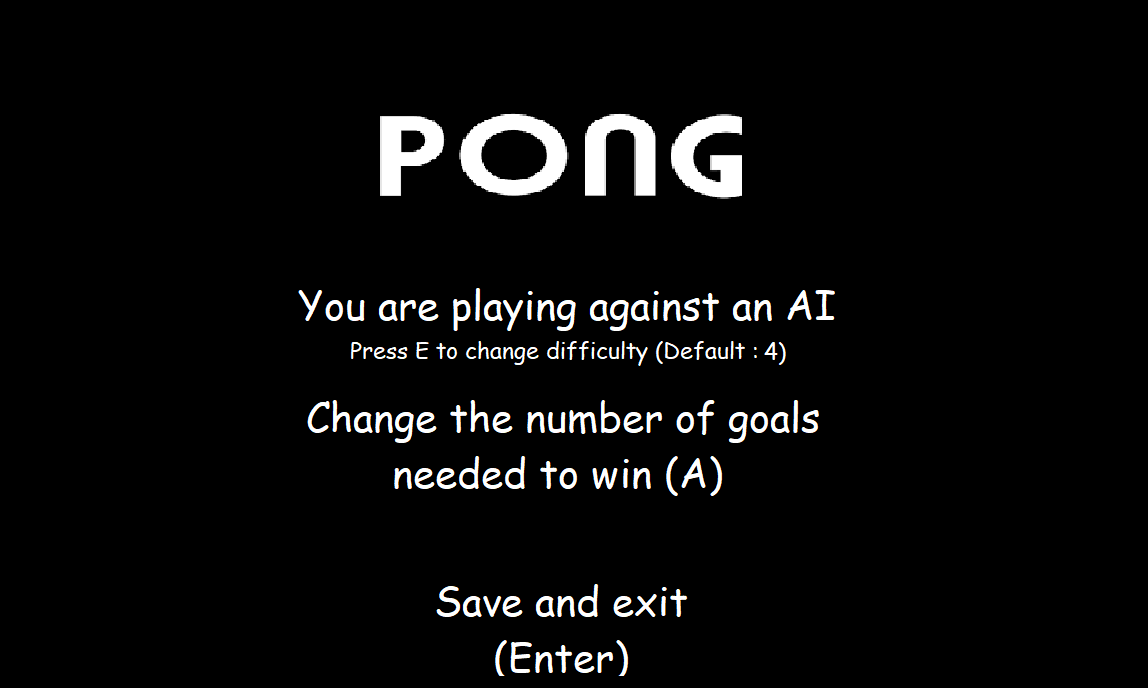 PONG
You are playing against an AI
Press E to change difficulty (Default : 4)
Change the number of goals
needed to win (A)
Save and exit
(Enter)